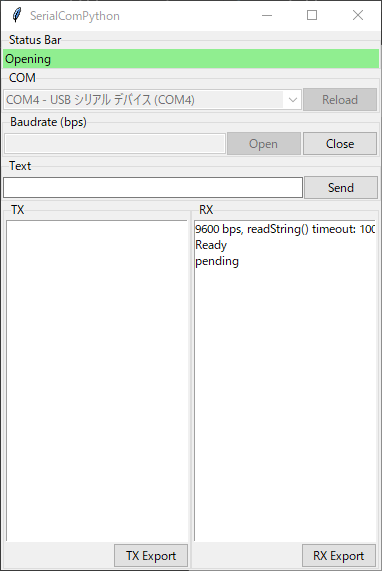 SerialComPython
Status Bar
Opening
COM
COM4 - USB シリアル デバイス (COM4)
Reload
Baudrate (bps)
Open
Close
Text
Send
TX
RX
9600 bps, readString() timeout: 100
Ready
pending
TX Export
RX Export